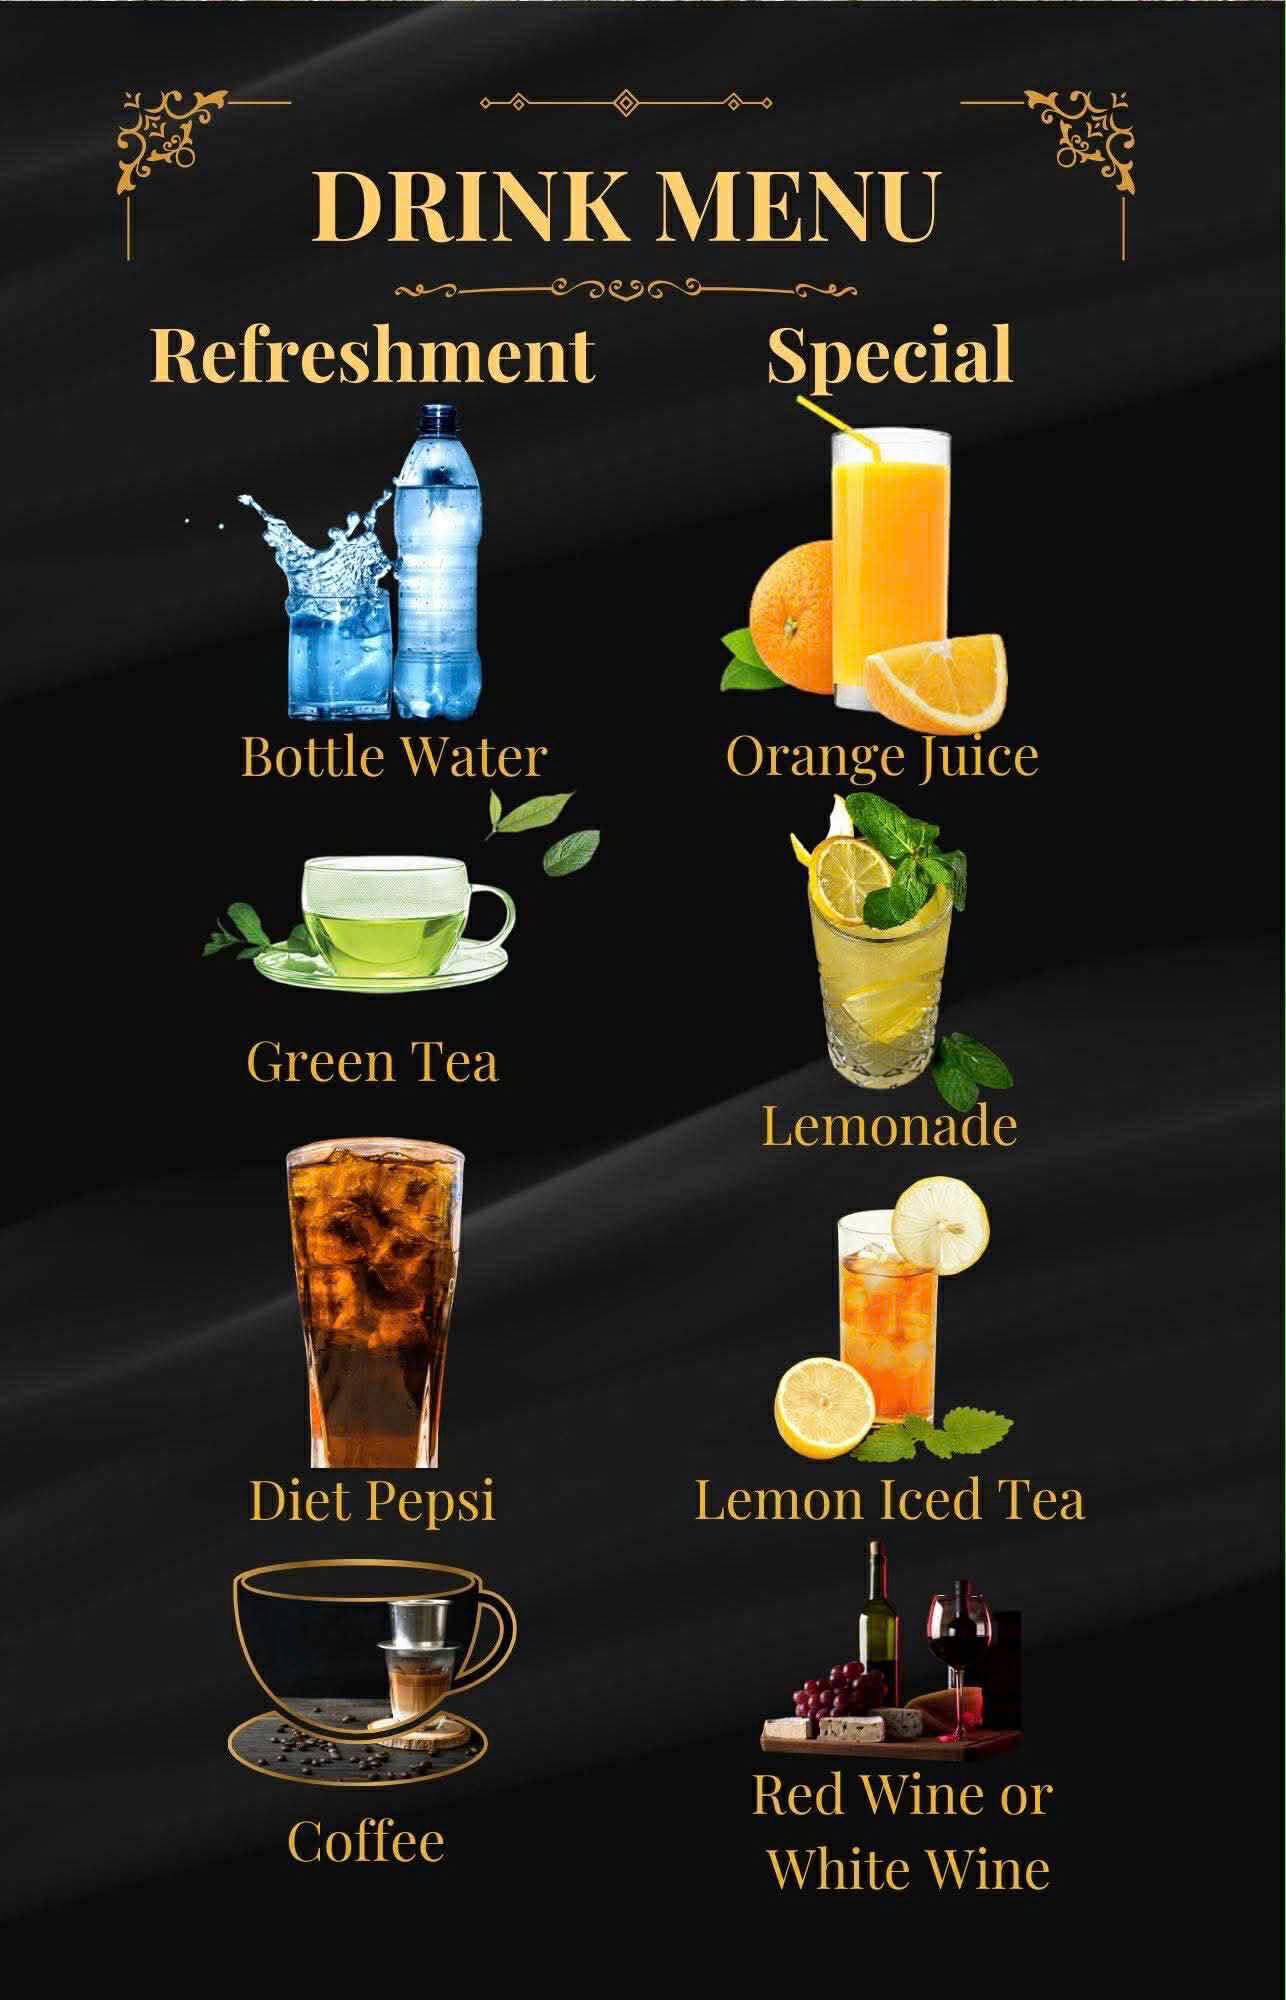 DRINK MENU
Refreshment
Bottle Water
Green Tea
Diet Pepsi
Coffee
Special
Orange Juice
Lemonade
Lemon Iced Tea
Red Wine or
White Wine